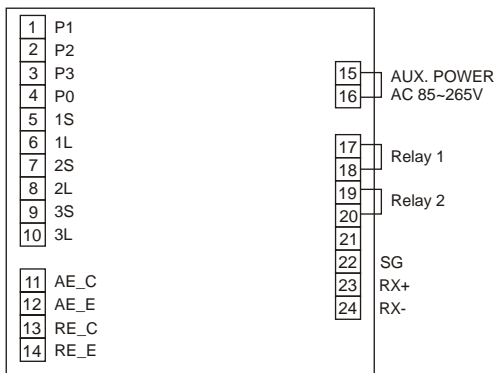 1 P1
2 P2
3 P3
4 P0
5 1S
6 1L
7 2S
8 2L
9 3S
10 3L
11 AE_C
12 AE_E
13 RE_C
14 RE_E
15 AUX. POWER
16 AC 85~265V
17
18
Relay 1
19
20
Relay 2
21
22 SG
23 RX+
24 RX-